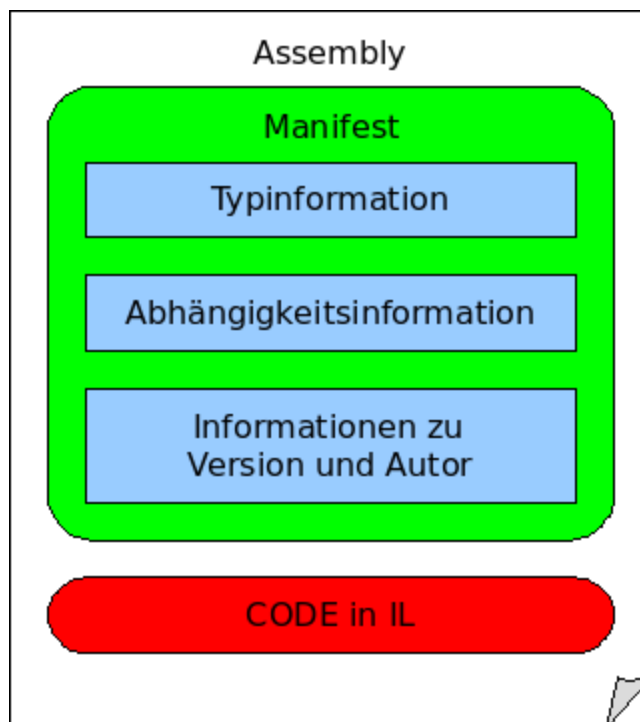 Assembly
Manifest
Typinformation
Abhängigkeitsinformation
Informationen zu
Version und Autor
CODE in IL